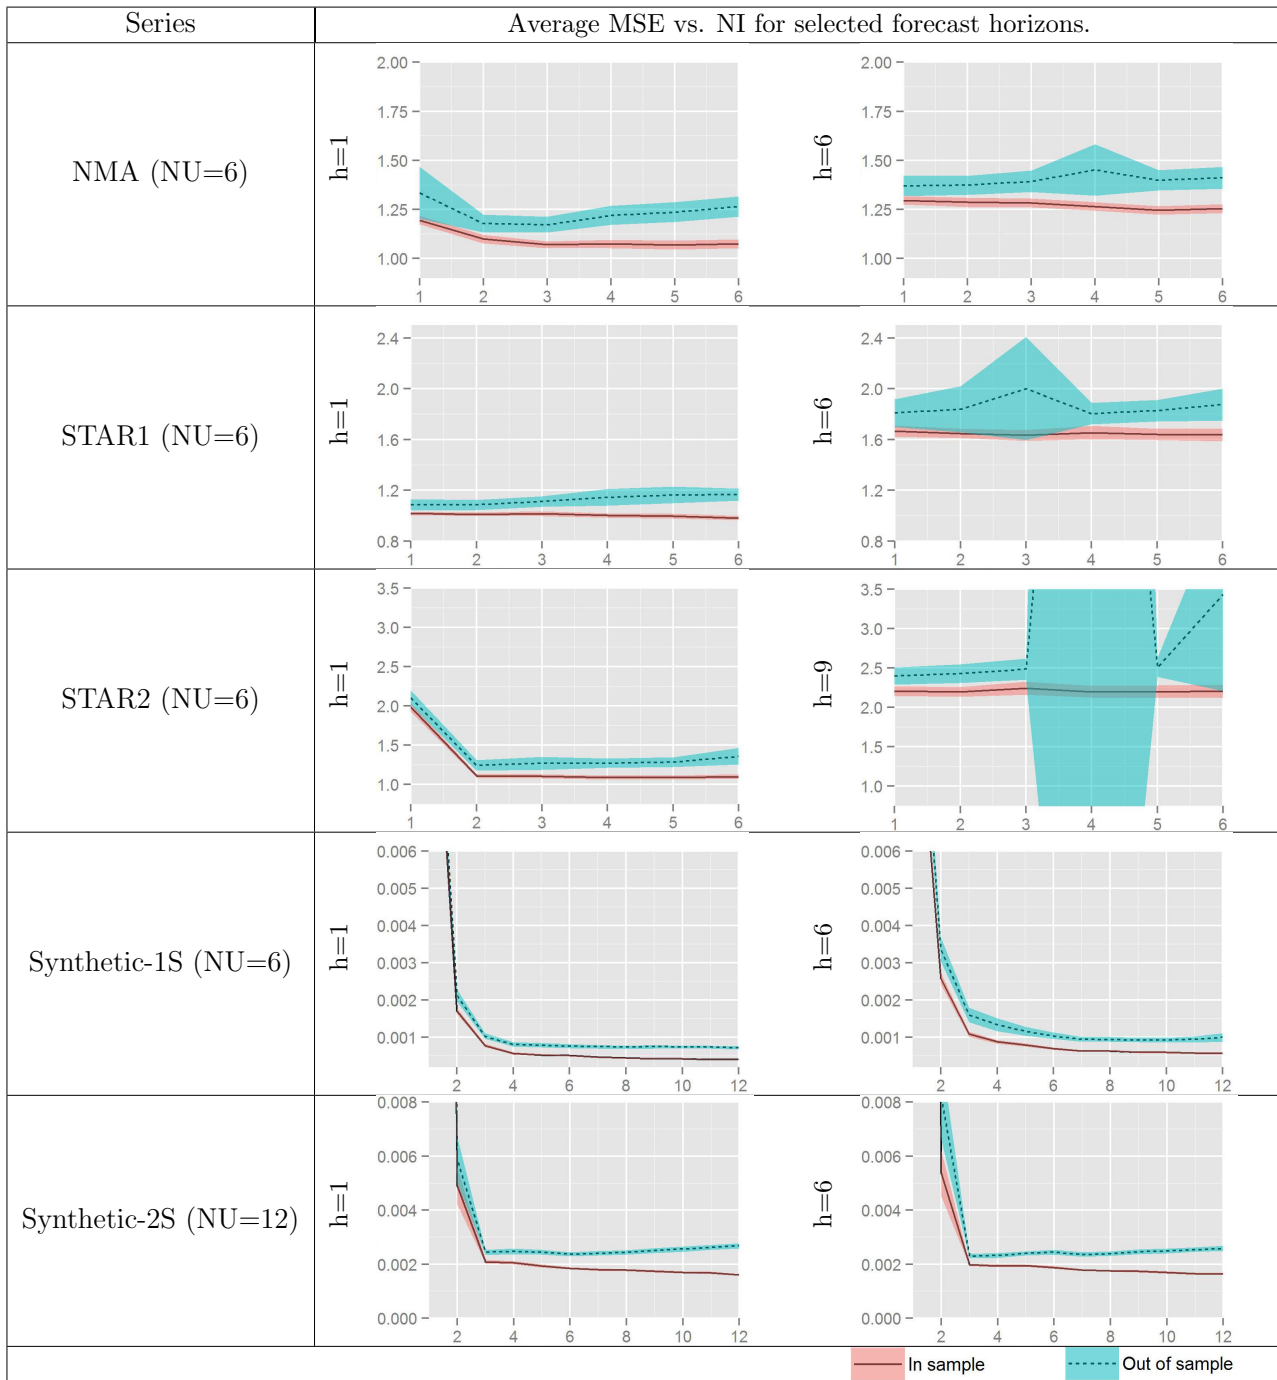 Series
Average MSE vs. NI for selected forecast horizons.
NMA (NU=6)
h=1
2.00
1.75
1.50
1.25
1.00
1 2 3 4 5 6
h=6
2.00
1.75
1.50
1.25
1.00
1 2 3 4 5 6
STAR1 (NU=6)
h=1
2.4
2.0
1.6
1.2
0.8
1 2 3 4 5 6
h=6
2.4
2.0
1.6
1.2
0.8
1 2 3 4 5 6
STAR2 (NU=6)
h=1
3.5
3.0
2.5
2.0
1.5
1.0
1 2 3 4 5 6
h=9
3.5
3.0
2.5
2.0
1.5
1.0
1 2 3 4 5 6
Synthetic-1S (NU=6)
h=1
0.006
0.005
0.004
0.003
0.002
0.001
2 4 6 8 10 12
h=6
0.006
0.005
0.004
0.003
0.002
0.001
2 4 6 8 10 12
Synthetic-2S (NU=12)
h=1
0.008
0.006
0.004
0.002
0.000
2 4 6 8 10 12
h=6
0.008
0.006
0.004
0.002
0.000
2 4 6 8 10 12
In sample
Out of sample